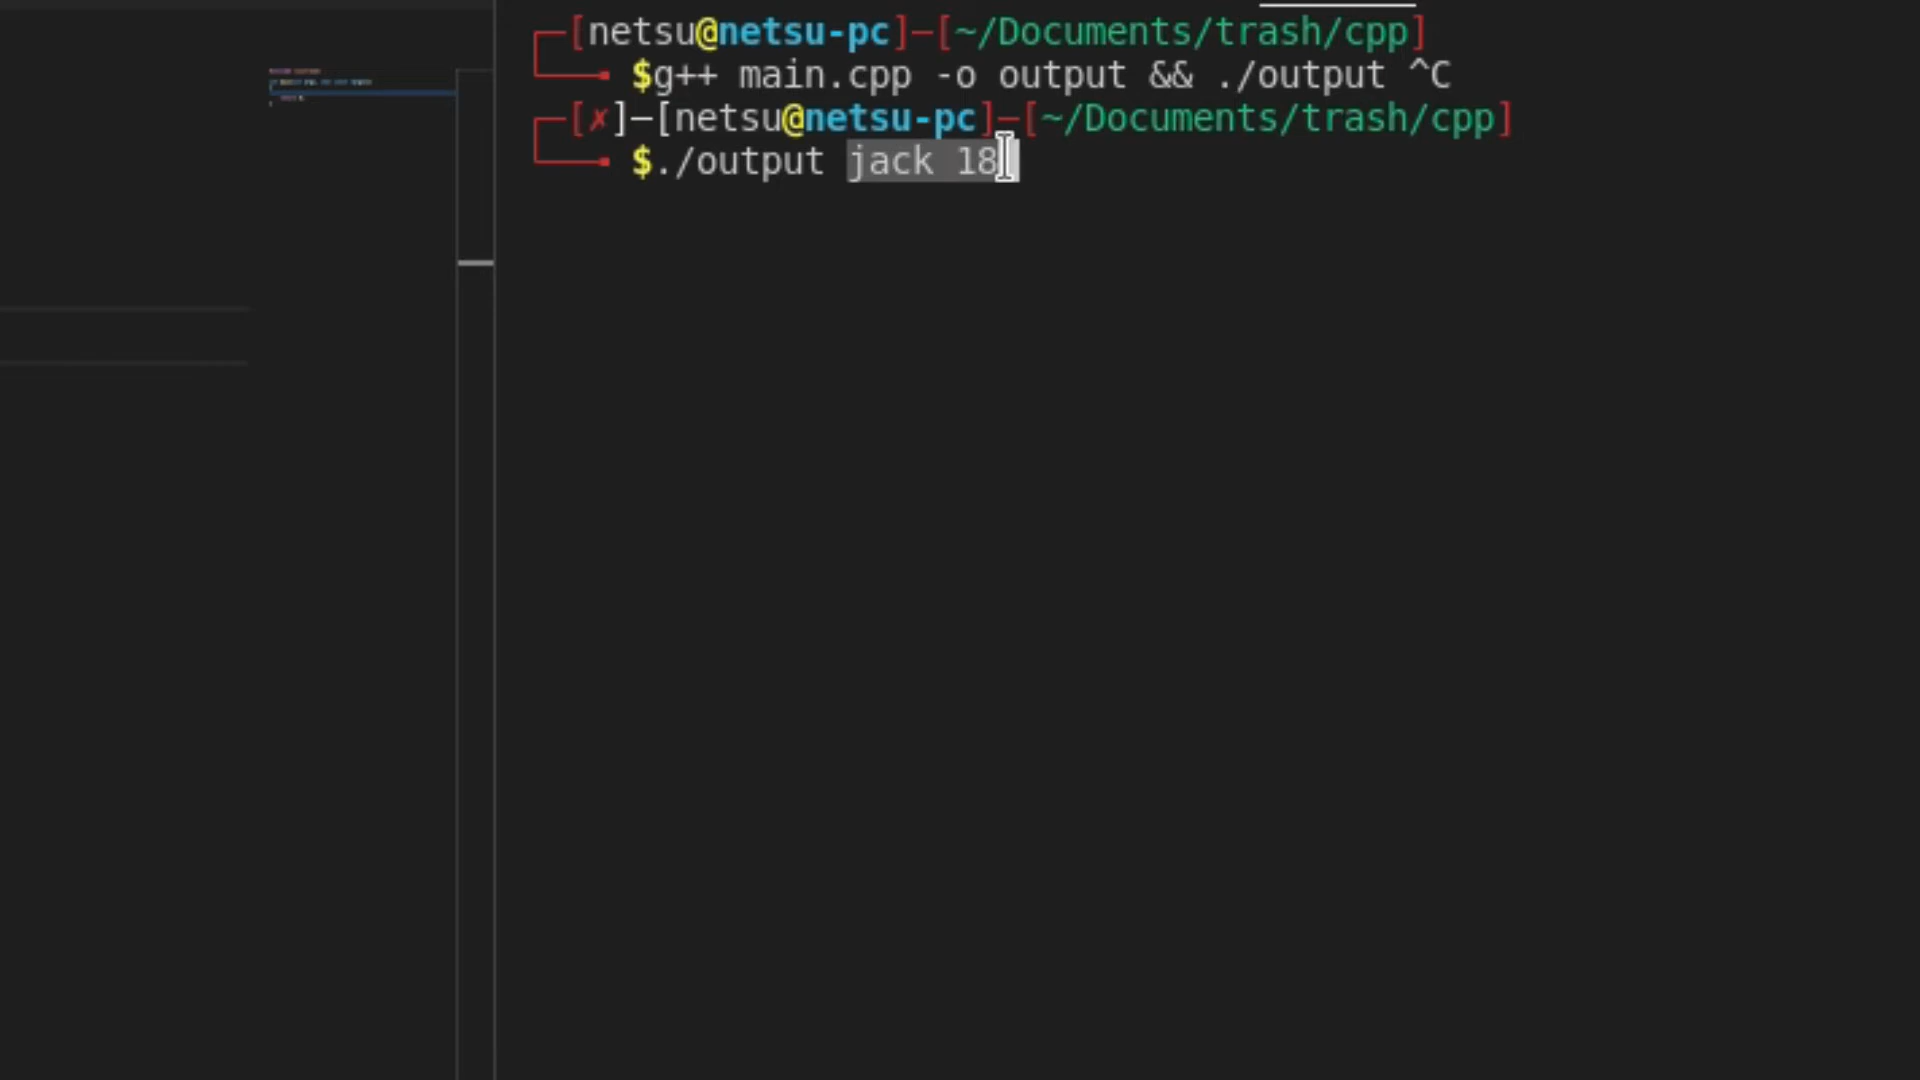 [netsu@netsu-pc]─[~/Documents/trash/cpp]
$g++ main.cpp -o output && ./output ^C
[✗]─[netsu@netsu-pc]─[~/Documents/trash/cpp]
$./output jack 18